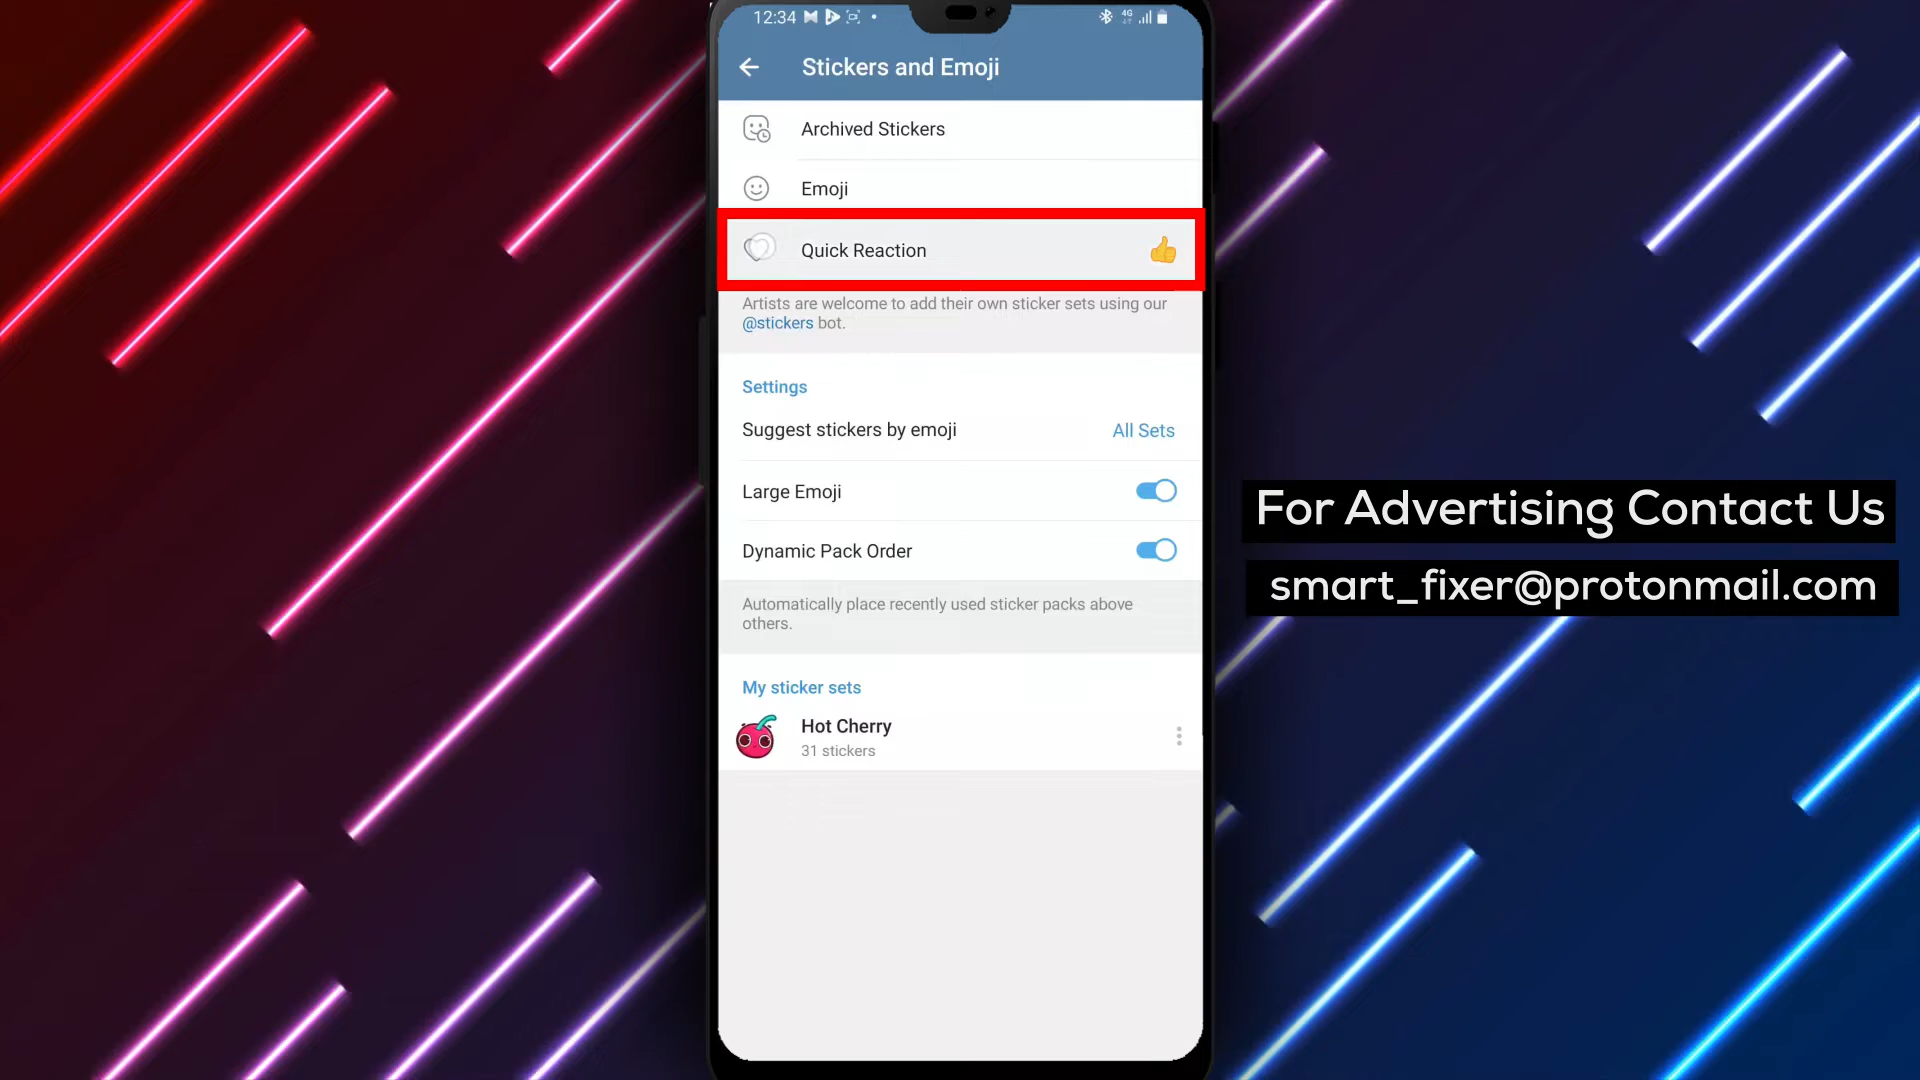 12:34
4G
Stickers and Emoji
Archived Stickers
Emoji
Quick Reaction
Artists are welcome to add their own sticker sets using our
@stickers bot.
Settings
Suggest stickers by emoji All Sets
Large Emoji
Dynamic Pack Order
Automatically place recently used sticker packs above
others.
My sticker sets
Hot Cherry
31 stickers
For Advertising Contact Us
smart_fixer@protonmail.com